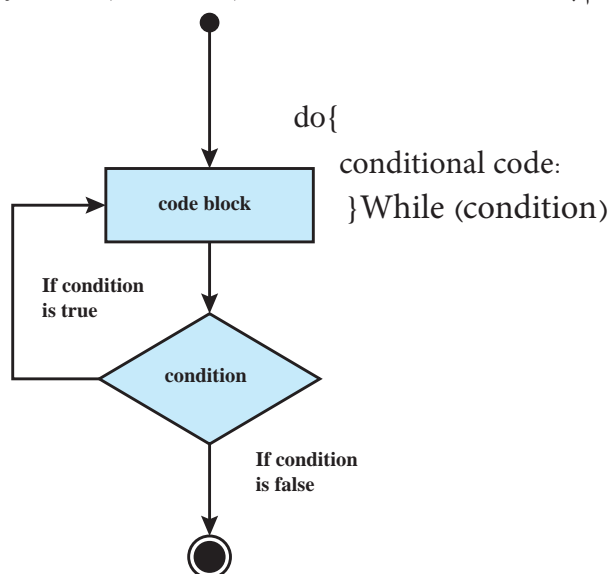 do{
conditional code:
}While (condition)
code block
If condition
is true
condition
If condition
is false